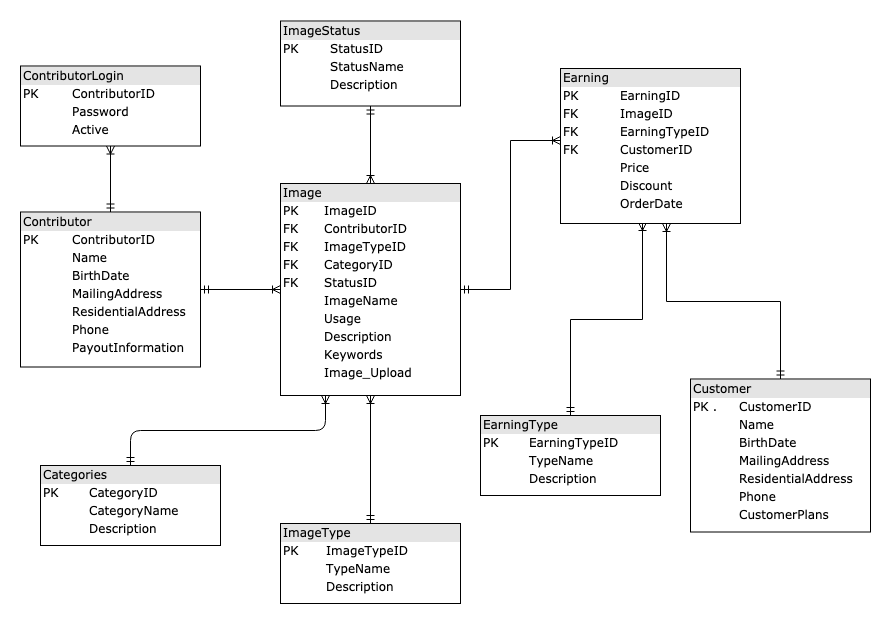 ImageStatus
PK StatusID
StatusName
Description
ContributorLogin
PK ContributorID
Password
Active
Earning
PK EarningID
FK ImageID
FK EarningTypeID
FK CustomerID
Price
Discount
OrderDate
Image
PK ImageID
FK ContributorID
FK ImageTypeID
FK CategoryID
FK StatusID
ImageName
Usage
Description
Keywords
Image_Upload
Contributor
PK ContributorID
Name
BirthDate
MailingAddress
ResidentialAddress
Phone
PayoutInformation
Customer
PK . CustomerID
Name
BirthDate
MailingAddress
ResidentialAddress
Phone
CustomerPlans
EarningType
PK EarningTypeID
TypeName
Description
Categories
PK CategoryID
CategoryName
Description
ImageType
PK ImageTypeID
TypeName
Description